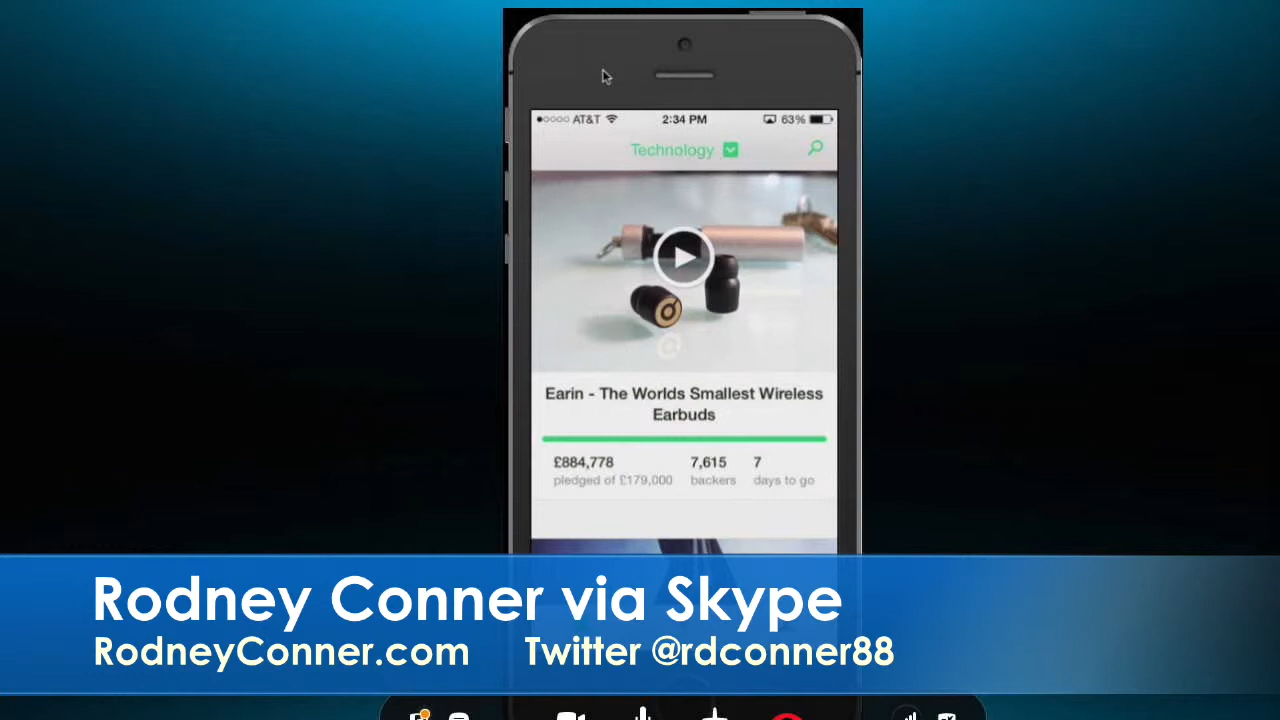 AT&T 2:34 PM 63%
Technology
Earin - The Worlds Smallest Wireless
Earbuds
£884,778 7,615 7
pledged of £179,000 backers days to go
Rodney Conner via Skype
RodneyConner.com Twitter @rdconner88